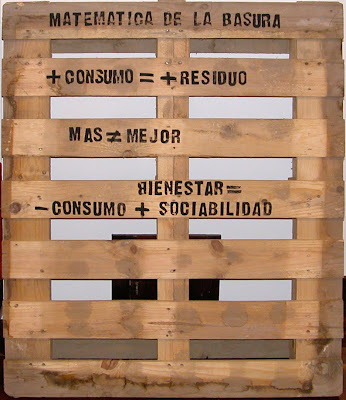 MATEMATICA DE LA BASURA
+ CONSUMO = + RESIDUO
MAS ≠ MEJOR
BIENESTAR =
- CONSUMO + SOCIABILIDAD